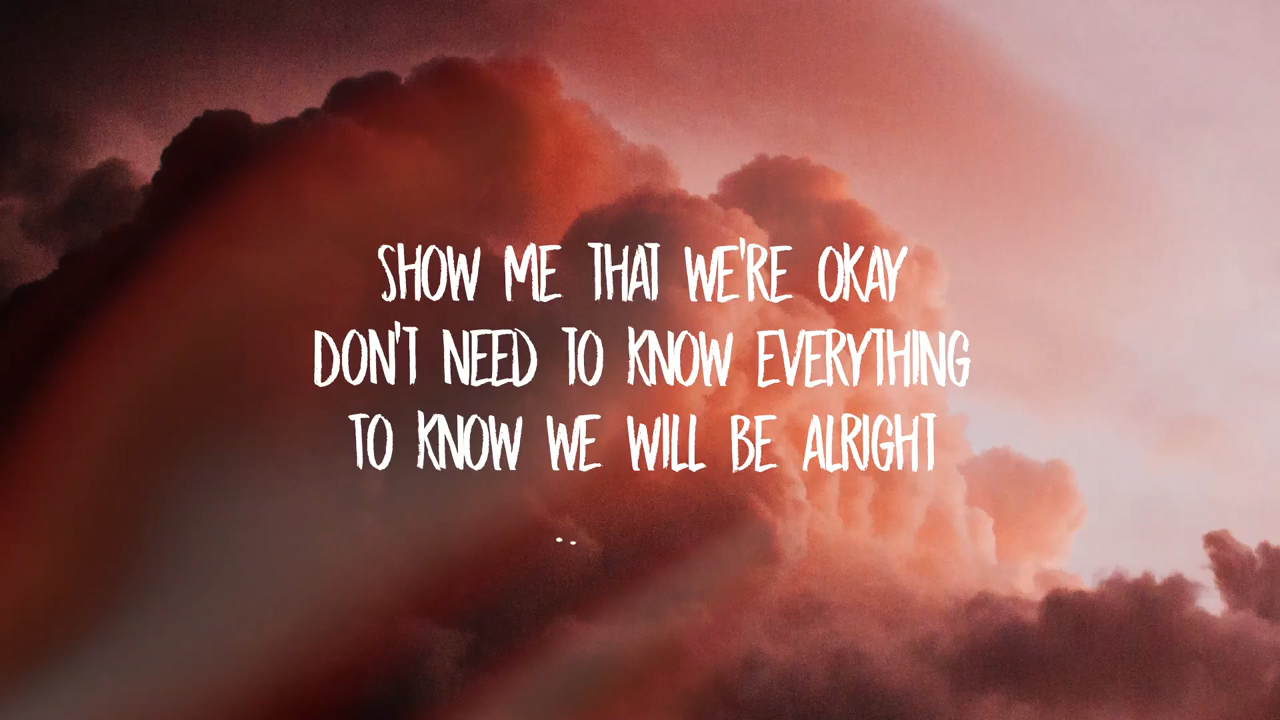 SHOW ME THAT WE'RE OKAY
DON'T NEED TO KNOW EVERYTHING
TO KNOW WE WILL BE ALRIGHT
..